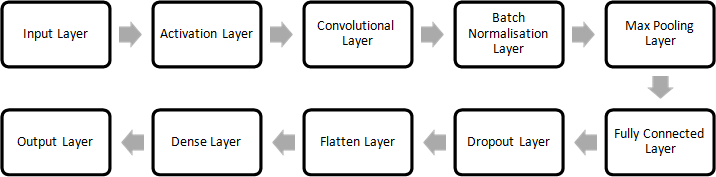 Input Layer
Activation Layer
Convolutional
Layer
Batch
Normalisation
Layer
Max Pooling
Layer
Fully Connected
Layer
Dropout Layer
Flatten Layer
Dense Layer
Output Layer